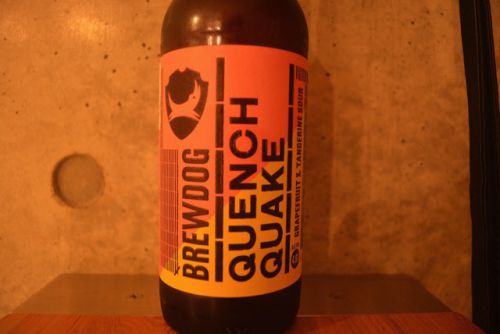 BREWDOG
QUENCH
QUAKE
GRAPEFRUIT & TANGERINE SOUR